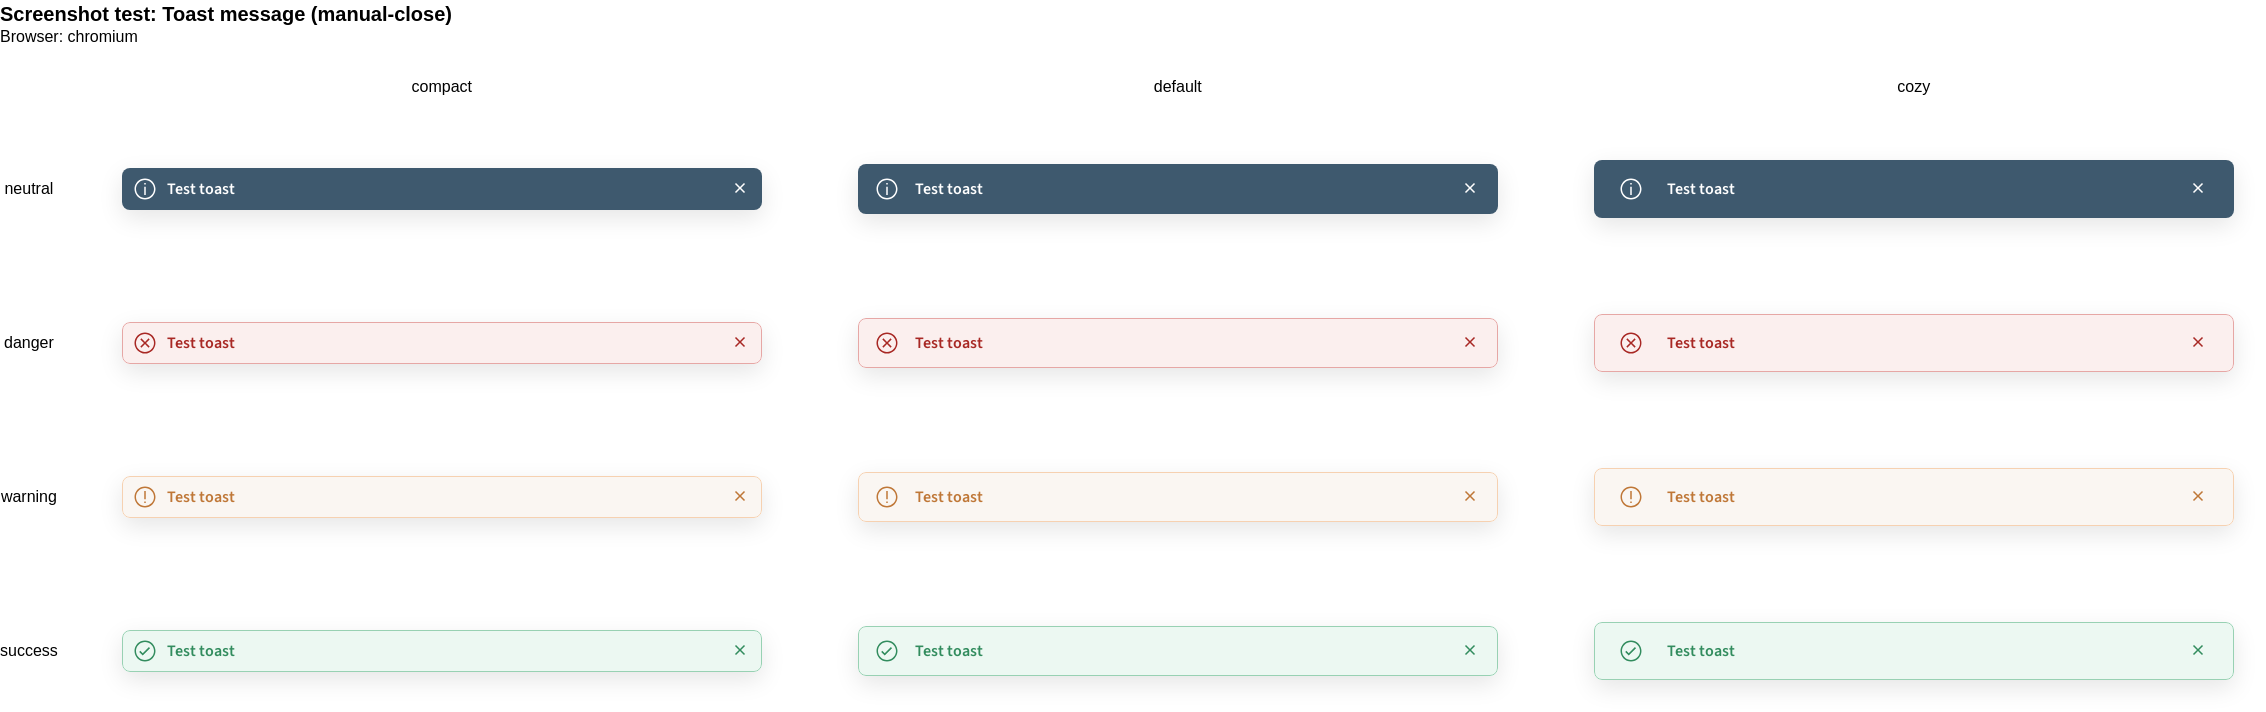 Screenshot test: Toast message (manual-close)
Browser: chromium
compact default cozy
neutral Test toast Test toast Test toast
danger Test toast Test toast Test toast
warning Test toast Test toast Test toast
success Test toast Test toast Test toast